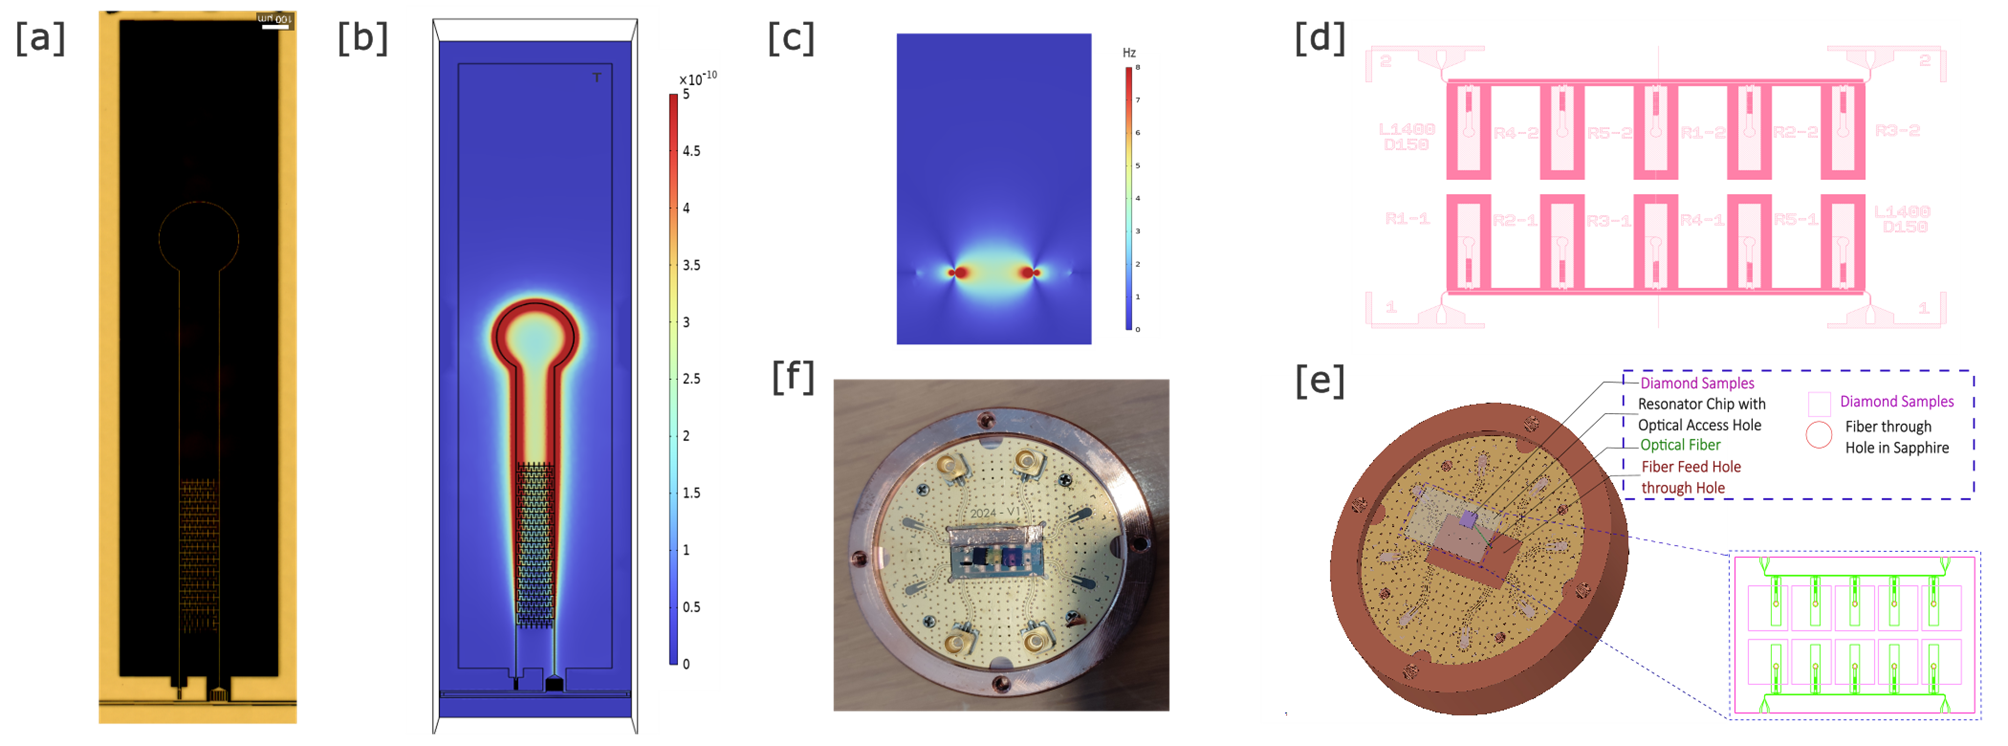 [a]
100 µm
[b]
T
×10⁻¹⁰
5
4.5
4
3.5
3
2.5
2
1.5
1
0.5
0
[c]
Hz
8
7
6
5
4
3
2
1
0
[d]
2
2
L1400
D150
R4-2
R5-2
R1-2
R2-2
R3-2
R1-1
R2-1
R3-1
R4-1
R5-1
L1400
D150
1
1
[f]
2024 - V1
[e]
Diamond Samples
Resonator Chip with
Optical Access Hole
Optical Fiber
Fiber Feed Hole
through Hole
Diamond Samples
Fiber through
Hole in Sapphire